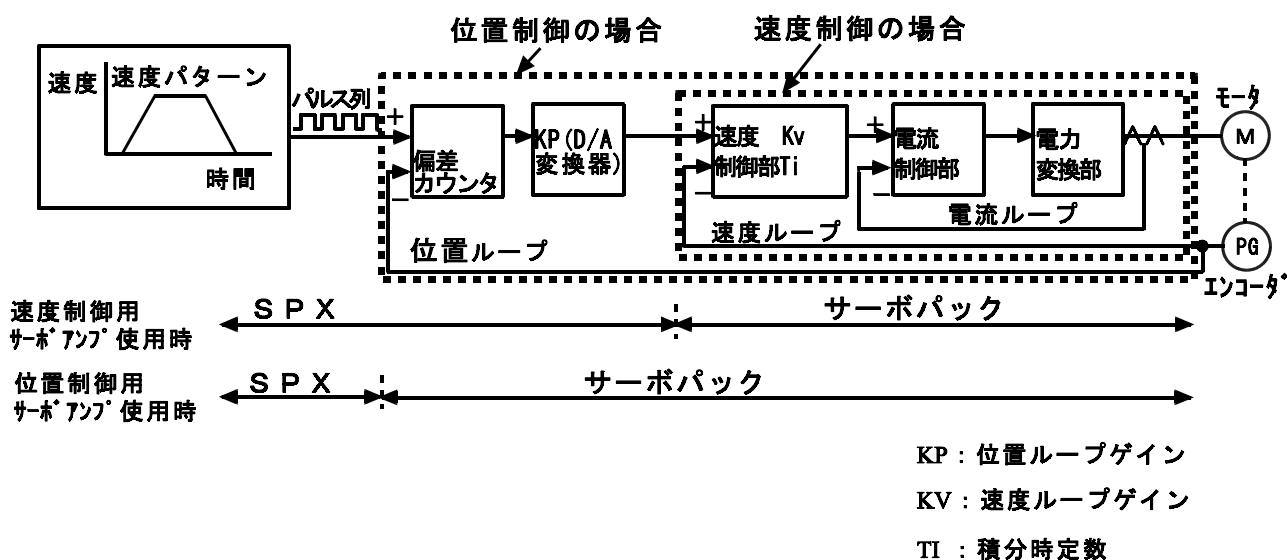 位置制御の場合
速度制御の場合
速度
速度パターン
時間
パルス列
+
−
偏差
カウンタ
KP(D/A
変換器)
+
−
速度 Kv
制御部Ti
+
−
電流
制御部
電力
変換部
モータ
M
PG
エンコーダ
電流ループ
速度ループ
位置ループ
速度制御用
サーボアンプ使用時
SPX
サーボパック
位置制御用
サーボアンプ使用時
SPX
サーボパック
KP : 位置ループゲイン
KV : 速度ループゲイン
TI : 積分時定数